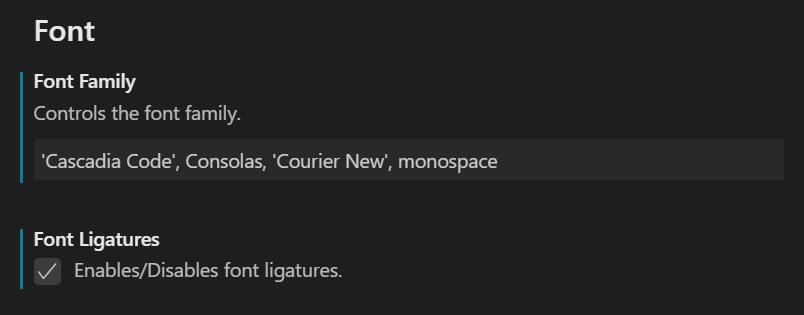 Font
Font Family
Controls the font family.
'Cascadia Code', Consolas, 'Courier New', monospace
Font Ligatures
Enables/Disables font ligatures.